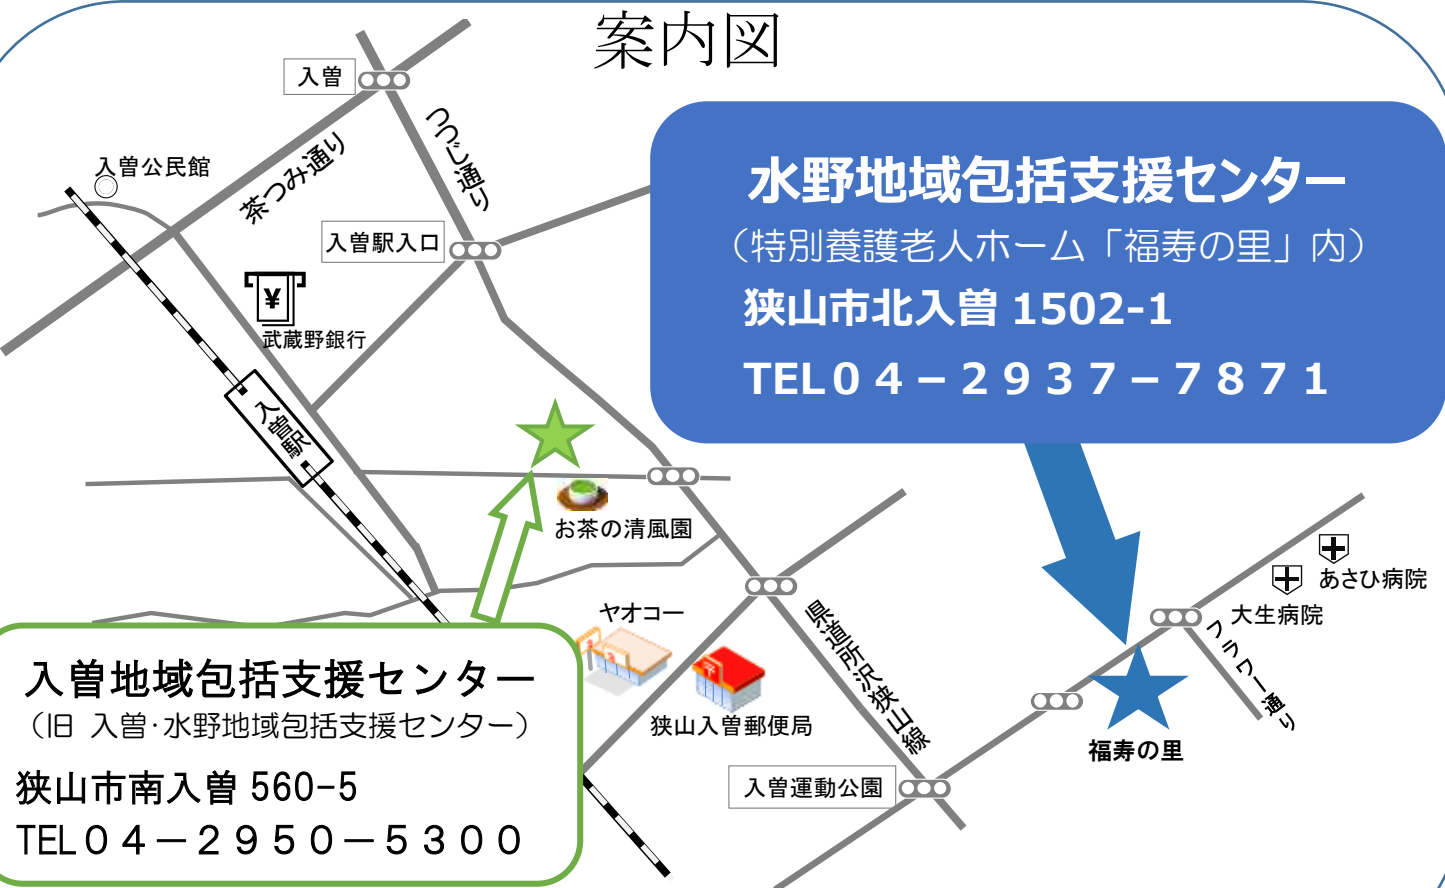 案内図
入曽
つつじ通り
茶つみ通り
入曽公民館
入曽駅入口
¥
武蔵野銀行
入曽駅
水野地域包括支援センター
（特別養護老人ホーム「福寿の里」内）
狭山市北入曽 1502-1
TEL０４－２９３７－７８７１
お茶の清風園
ヤオコー
狭山入曽郵便局
県道所沢狭山線
入曽運動公園
あさひ病院
大生病院
フラワー通り
福寿の里
入曽地域包括支援センター
（旧 入曽･水野地域包括支援センター）
狭山市南入曽 560-5
TEL０４－２９５０－５３００